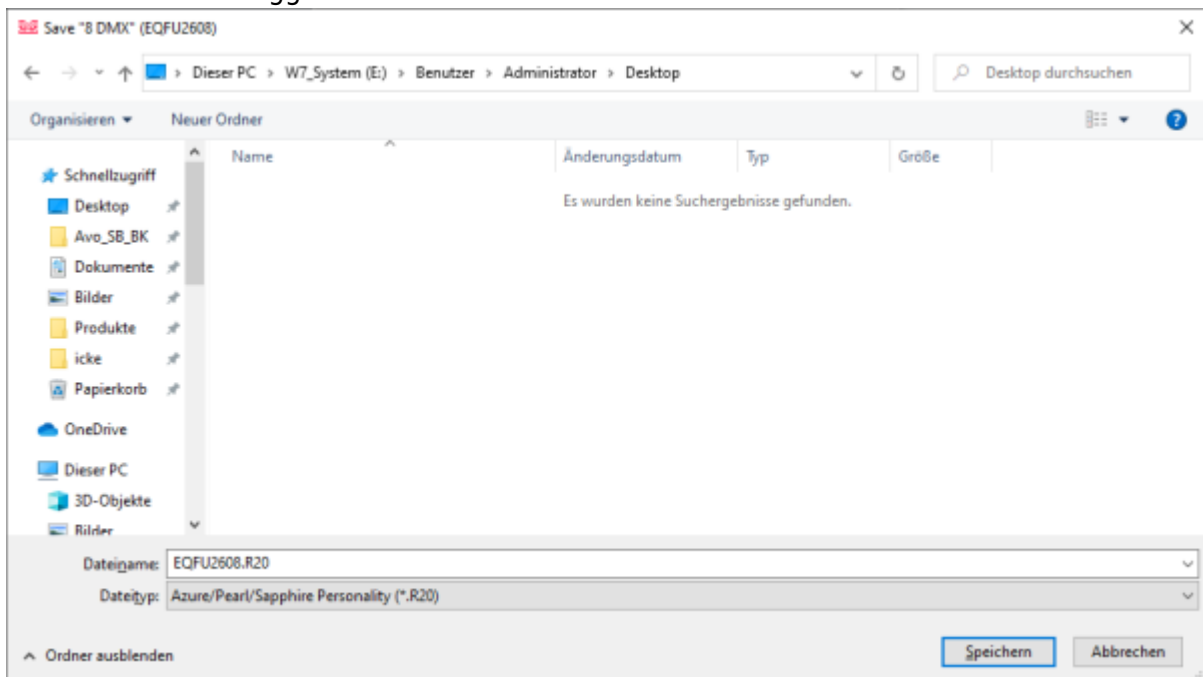 Save "8 DMX" (EQFU2608)
Dieser PC › W7_System (E:) › Benutzer › Administrator › Desktop
Desktop durchsuchen
Organisieren
Neuer Ordner
Name
Änderungsdatum
Typ
Größe
Es wurden keine Suchergebnisse gefunden.
Schnellzugriff
Desktop
Avo_SB_BK
Dokumente
Bilder
Produkte
icke
Papierkorb
OneDrive
Dieser PC
3D-Objekte
Bilder
Dateiname: EQFU2608.R20
Dateityp: Azure/Pearl/Sapphire Personality (*.R20)
Ordner ausblenden
Speichern
Abbrechen